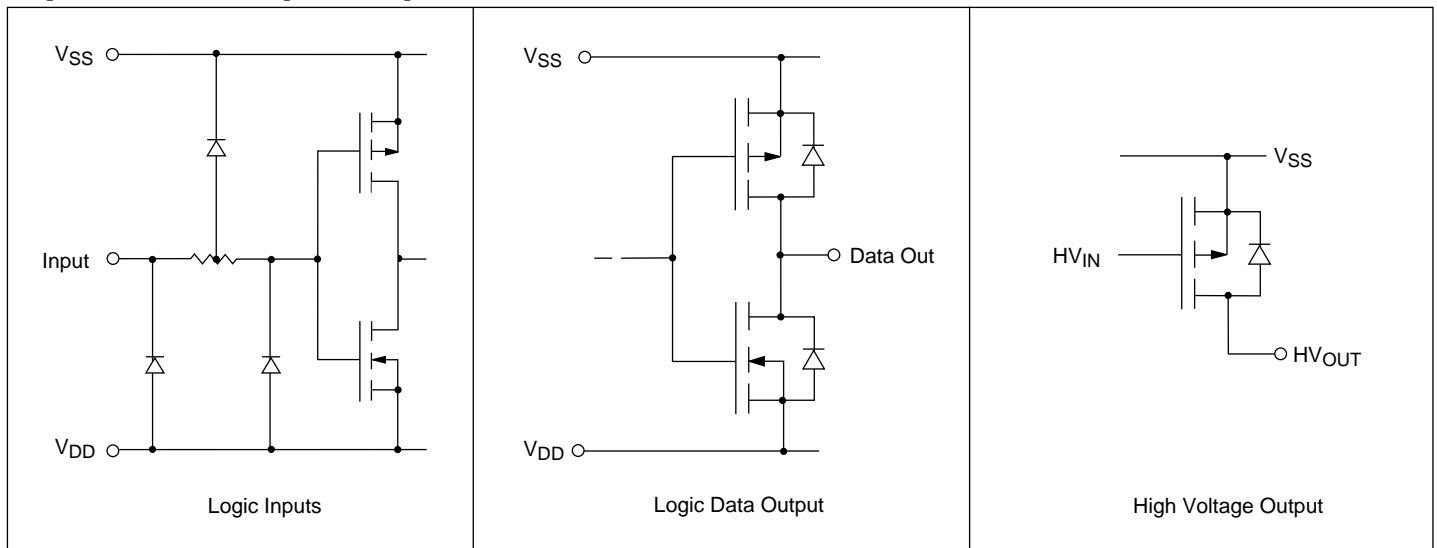 VSS
Input
VDD
Logic Inputs
VSS
Data Out
VDD
Logic Data Output
VSS
HVIN
HVOUT
High Voltage Output